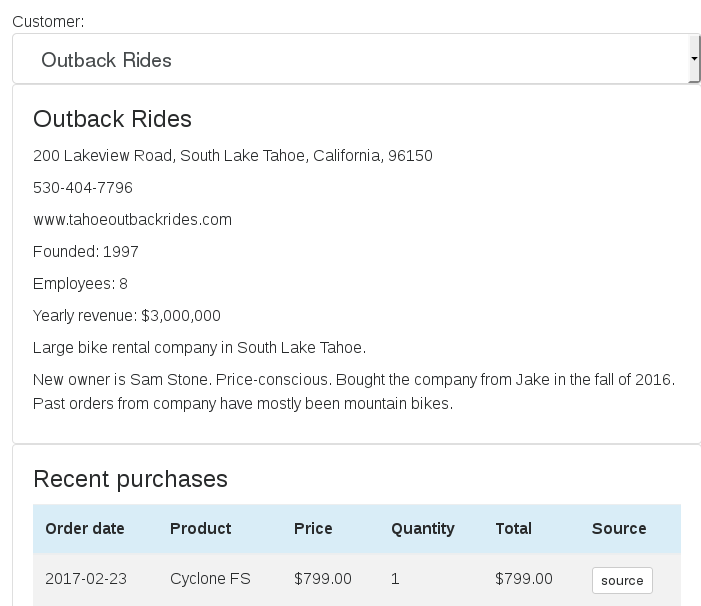 Customer:
Outback Rides
Outback Rides
200 Lakeview Road, South Lake Tahoe, California, 96150
530-404-7796
www.tahoeoutbackrides.com
Founded: 1997
Employees: 8
Yearly revenue: $3,000,000
Large bike rental company in South Lake Tahoe.
New owner is Sam Stone. Price-conscious. Bought the company from Jake in the fall of 2016.
Past orders from company have mostly been mountain bikes.
Recent purchases
Order date Product Price Quantity Total Source
2017-02-23 Cyclone FS $799.00 1 $799.00 source